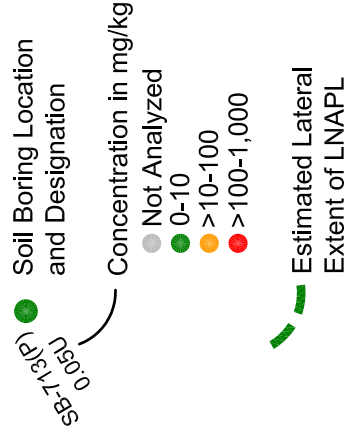 SB-713(P)
0.05U
Soil Boring Location
and Designation
Concentration in mg/kg
Not Analyzed
0-10
>10-100
>100-1,000
Estimated Lateral
Extent of LNAPL